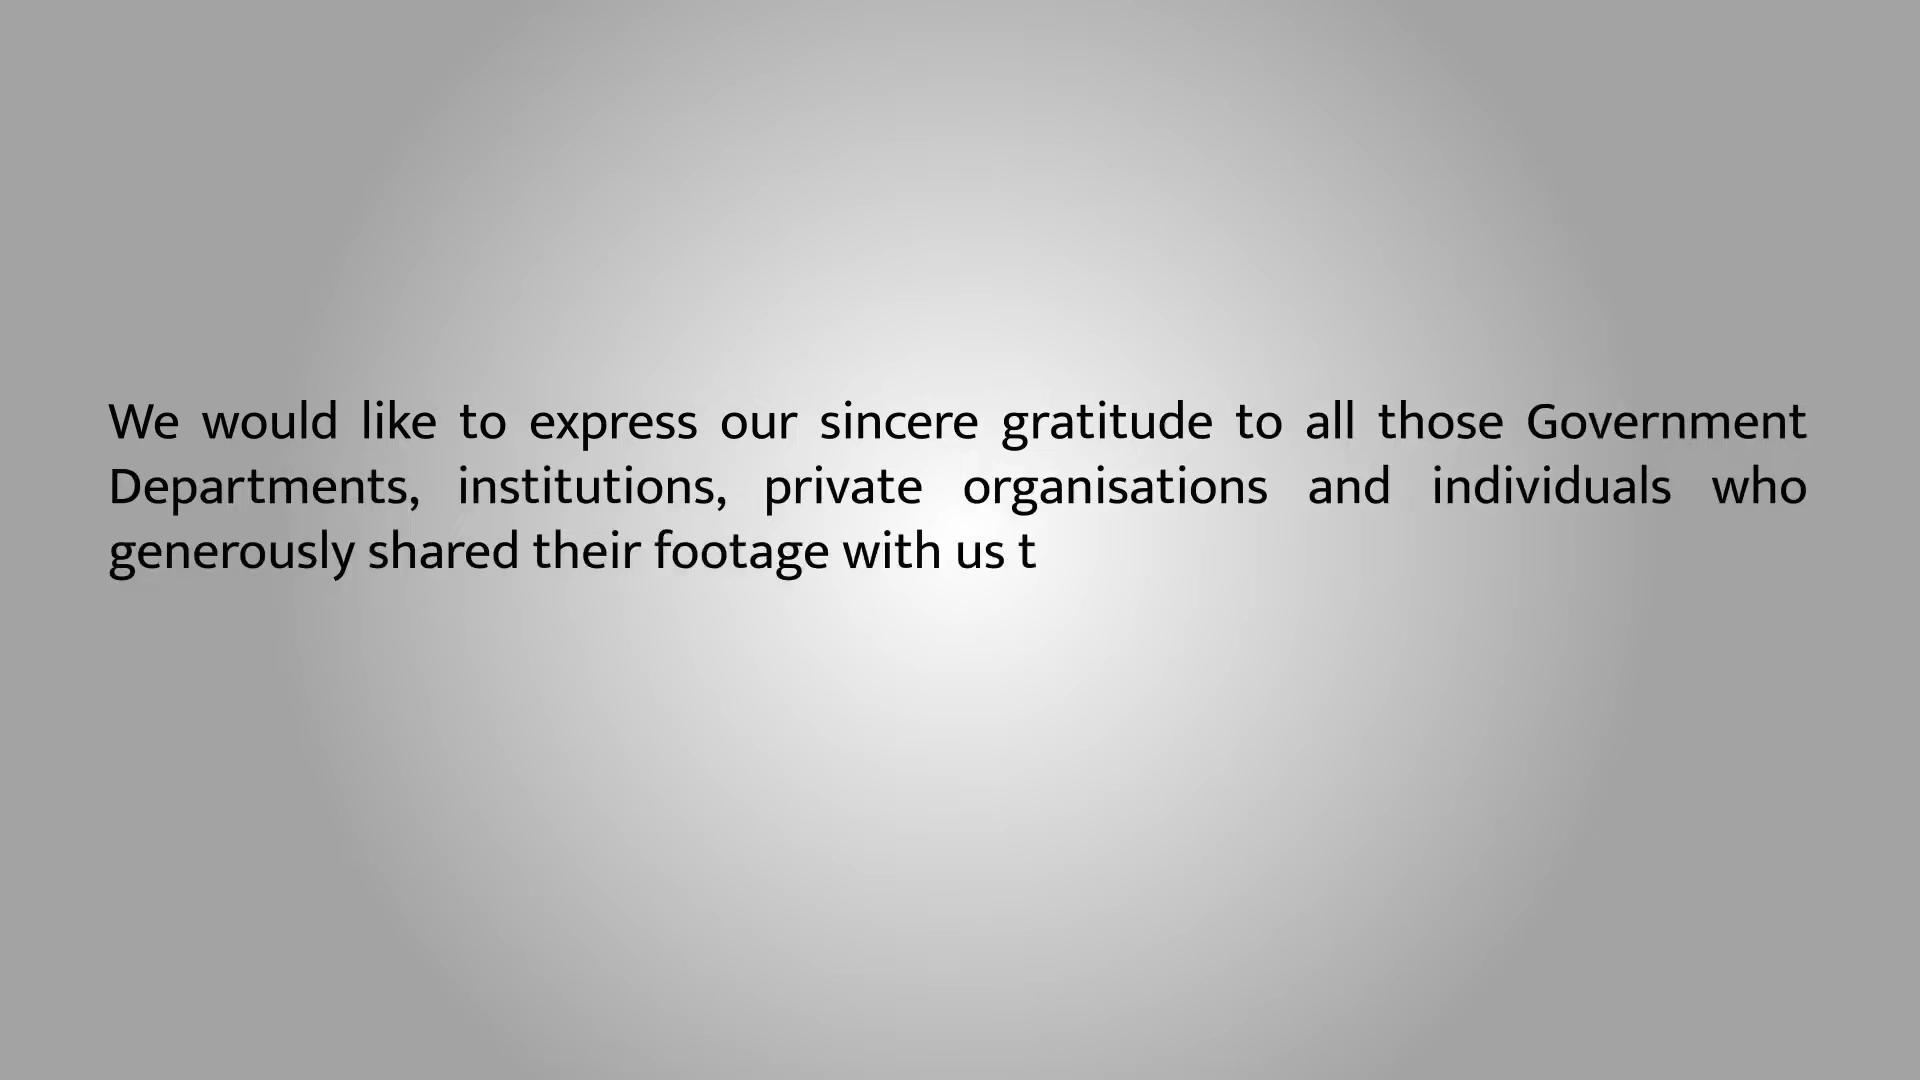 We would like to express our sincere gratitude to all those Government
Departments, institutions, private organisations and individuals who
generously shared their footage with us t